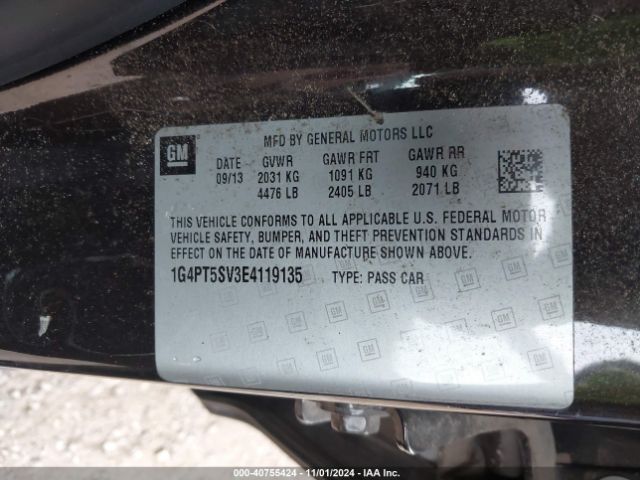 GM
MFD BY GENERAL MOTORS LLC
DATE GVWR GAWR FRT GAWR RR
09/13 2031 KG 1091 KG 940 KG
4476 LB 2405 LB 2071 LB
THIS VEHICLE CONFORMS TO ALL APPLICABLE U.S. FEDERAL MOTOR
VEHICLE SAFETY, BUMPER, AND THEFT PREVENTION STANDARDS IN
EFFECT ON THE DATE OF MANUFACTURE SHOWN ABOVE.
1G4PT5SV3E4119135 TYPE: PASS CAR
000-40755424 - 11/01/2024 - IAA Inc.